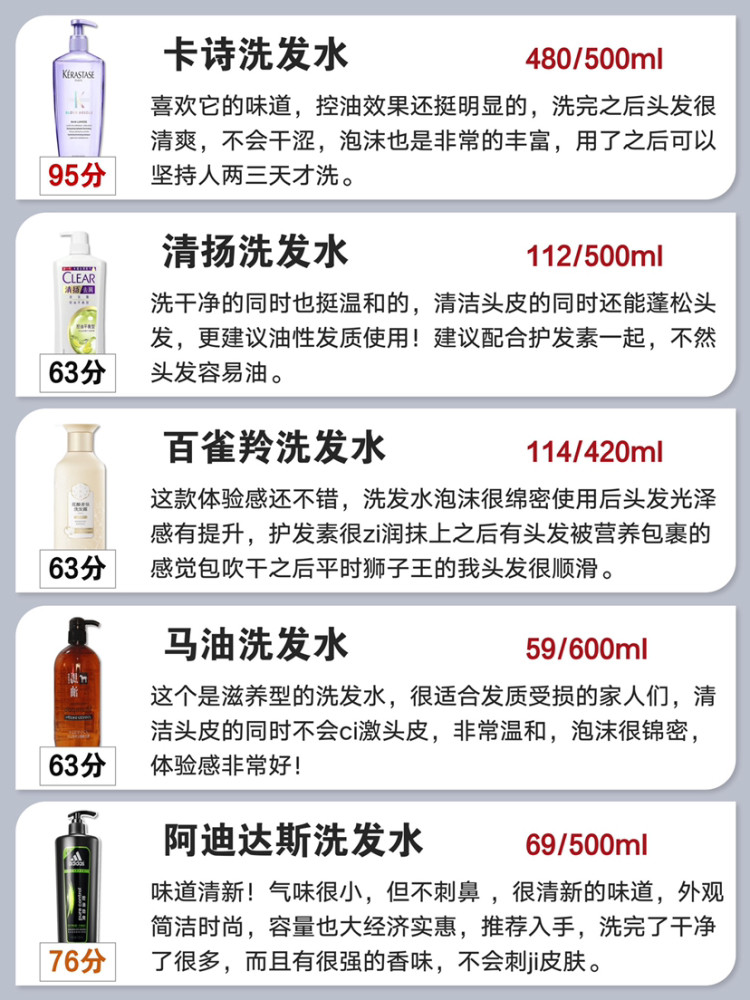 卡诗洗发水
480/500ml
KÉRASTASE
喜欢它的味道，控油效果还挺明显的，洗完之后头发很
清爽，不会干涩，泡沫也是非常的丰富，用了之后可以
坚持人两三天才洗。
95分
清扬洗发水
112/500ml
CLEAR
清扬
洗干净的同时也挺温和的，清洁头皮的同时还能蓬松头
发，更建议油性发质使用！建议配合护发素一起，不然
头发容易油。
63分
百雀羚洗发水
114/420ml
这款体验感还不错，洗发水泡沫很绵密使用后头发光泽
感有提升，护发素很zi润抹上之后有头发被营养包裹的
感觉包吹干之后平时狮子王的我头发很顺滑。
63分
马油洗发水
59/600ml
这个是滋养型的洗发水，很适合发质受损的家人们，清
洁头皮的同时不会ci激头皮，非常温和，泡沫很锦密，
体验感非常好！
63分
阿迪达斯洗发水
69/500ml
adidas
味道清新！气味很小，但不刺鼻 ，很清新的味道，外观
简洁时尚，容量也大经济实惠，推荐入手，洗完了干净
了很多，而且有很强的香味，不会刺ji皮肤。
76分